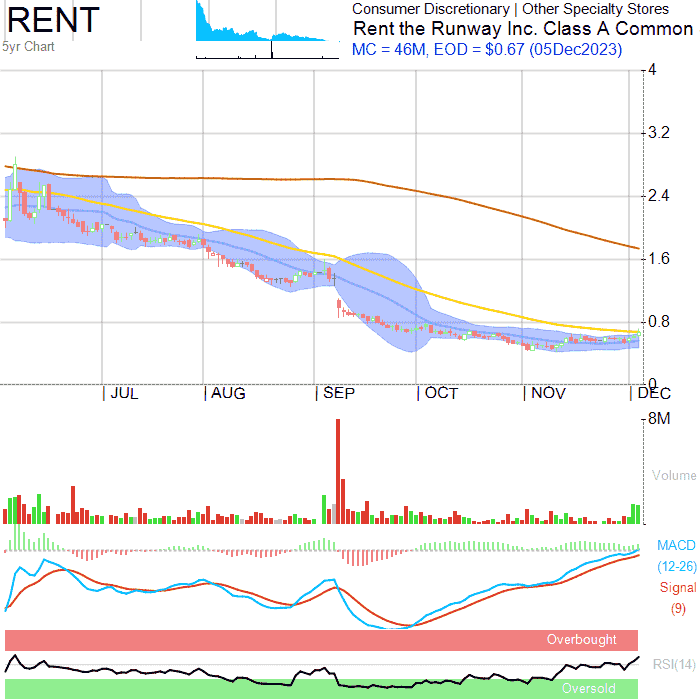 RENT
5yr Chart
Consumer Discretionary | Other Specialty Stores
Rent the Runway Inc. Class A Common
MC = 46M, EOD = $0.67 (05Dec2023)
4
3.2
2.4
1.6
0.8
0
JUL AUG SEP OCT NOV DEC
8M
Volume
MACD
(12-26)
Signal
(9)
Overbought
RSI(14)
Oversold